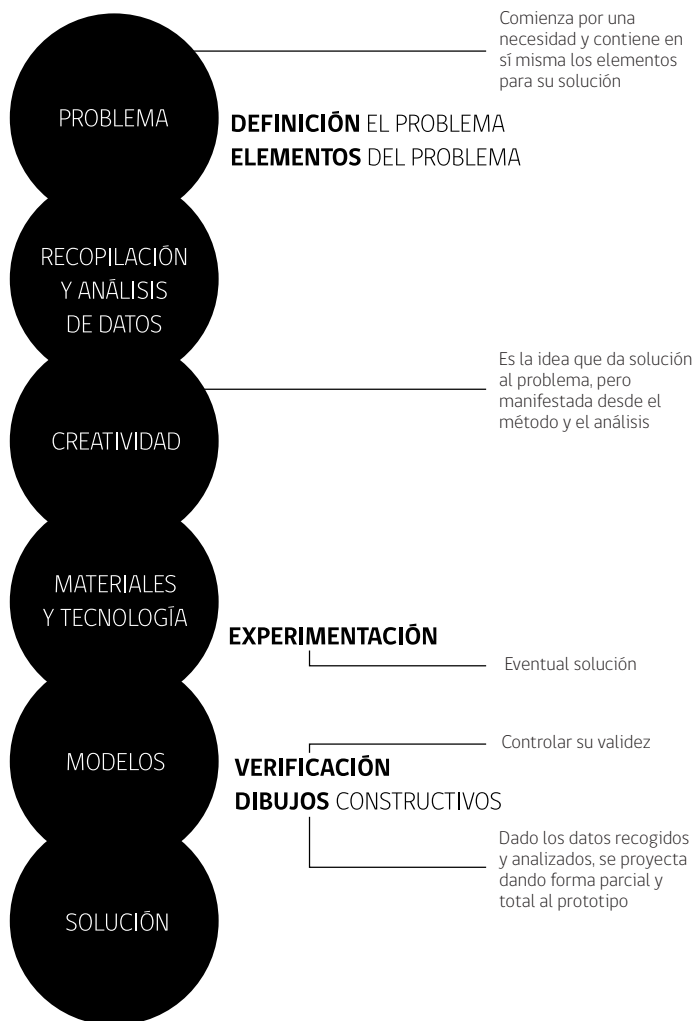 Comienza por una
necesidad y contiene en
sí misma los elementos
para su solución
PROBLEMA
DEFINICIÓN EL PROBLEMA
ELEMENTOS DEL PROBLEMA
RECOPILACIÓN
Y ANÁLISIS
DE DATOS
Es la idea que da solución
al problema, pero
manifestada desde el
método y el análisis
CREATIVIDAD
MATERIALES
Y TECNOLOGÍA
EXPERIMENTACIÓN
Eventual solución
Controlar su validez
MODELOS
VERIFICACIÓN
DIBUJOS CONSTRUCTIVOS
Dado los datos recogidos
y analizados, se proyecta
dando forma parcial y
total al prototipo
SOLUCIÓN